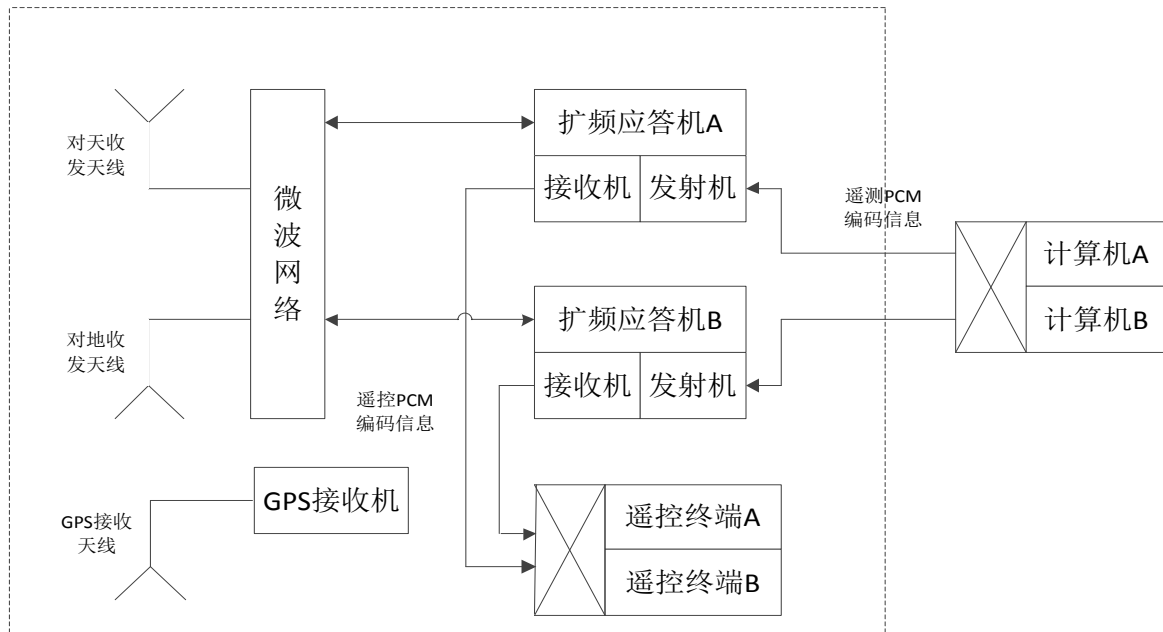 对天收
发天线
微
波
网
络
扩频应答机A
接收机
发射机
遥测PCM
编码信息
计算机A
计算机B
对地收
发天线
扩频应答机B
接收机
发射机
遥控PCM
编码信息
GPS接收机
GPS接收
天线
遥控终端A
遥控终端B